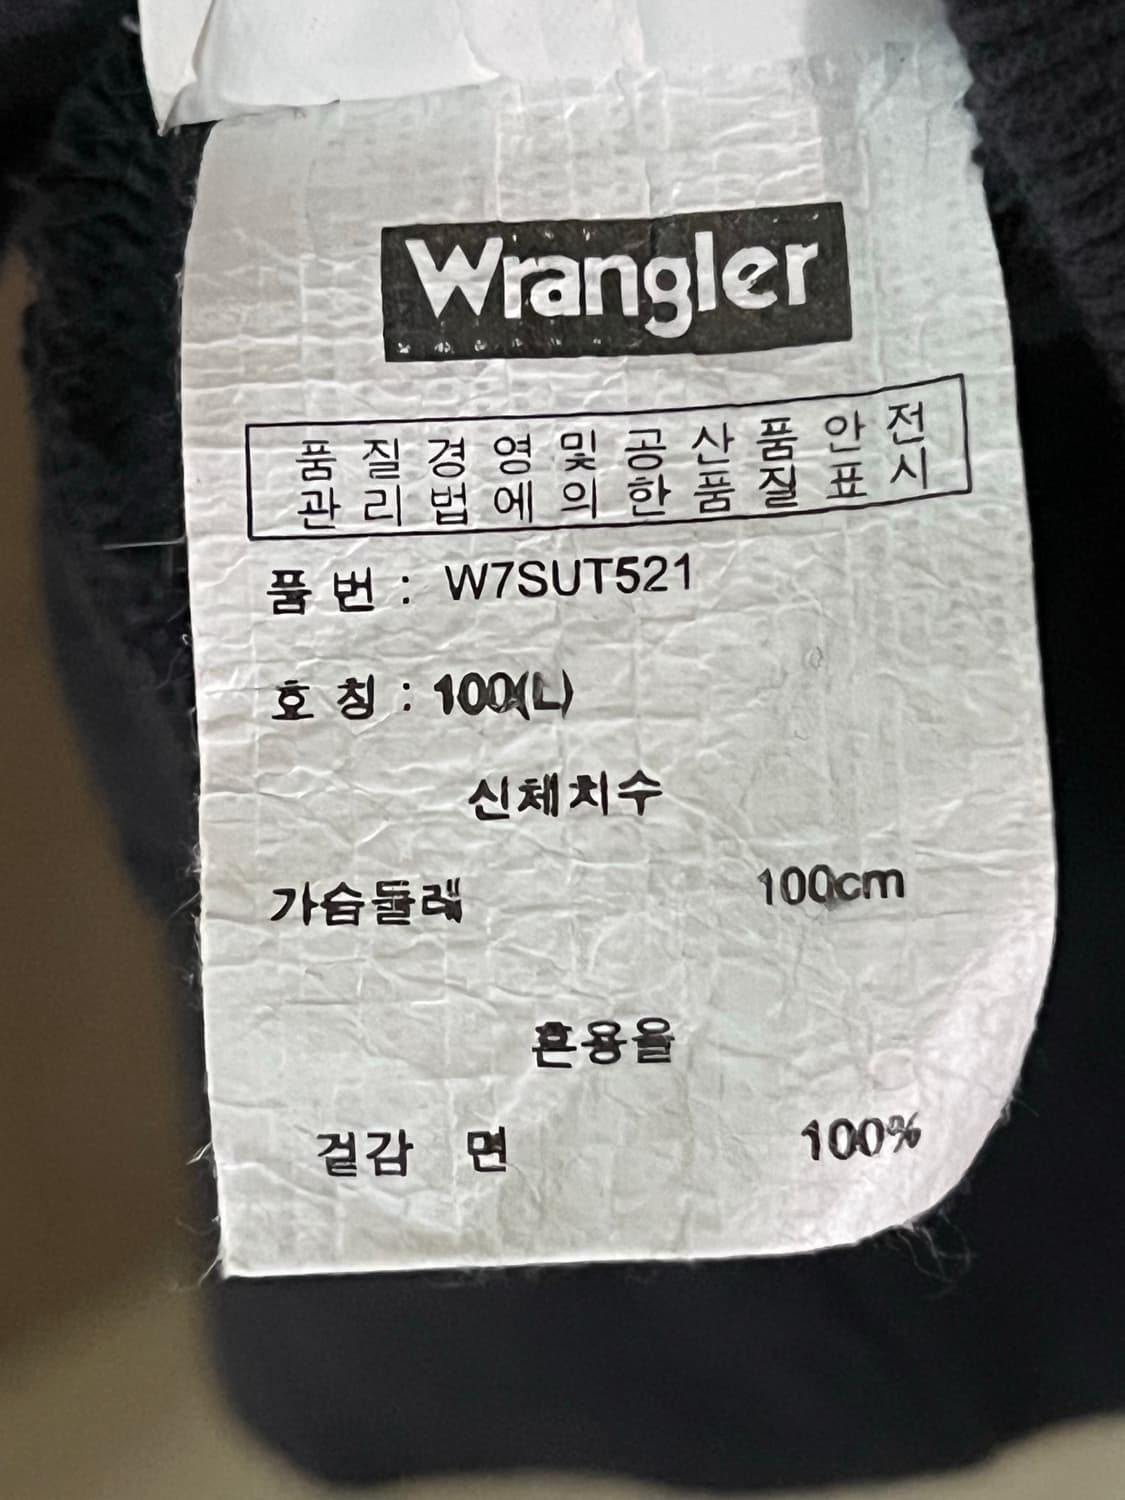 Wrangler
품질경영및공산품안전
관리법에의한품질표시
품 번 : W7SUT521
호 칭 : 100(L)
신체치수
가슴둘레 100cm
혼용율
겉감 면 100%